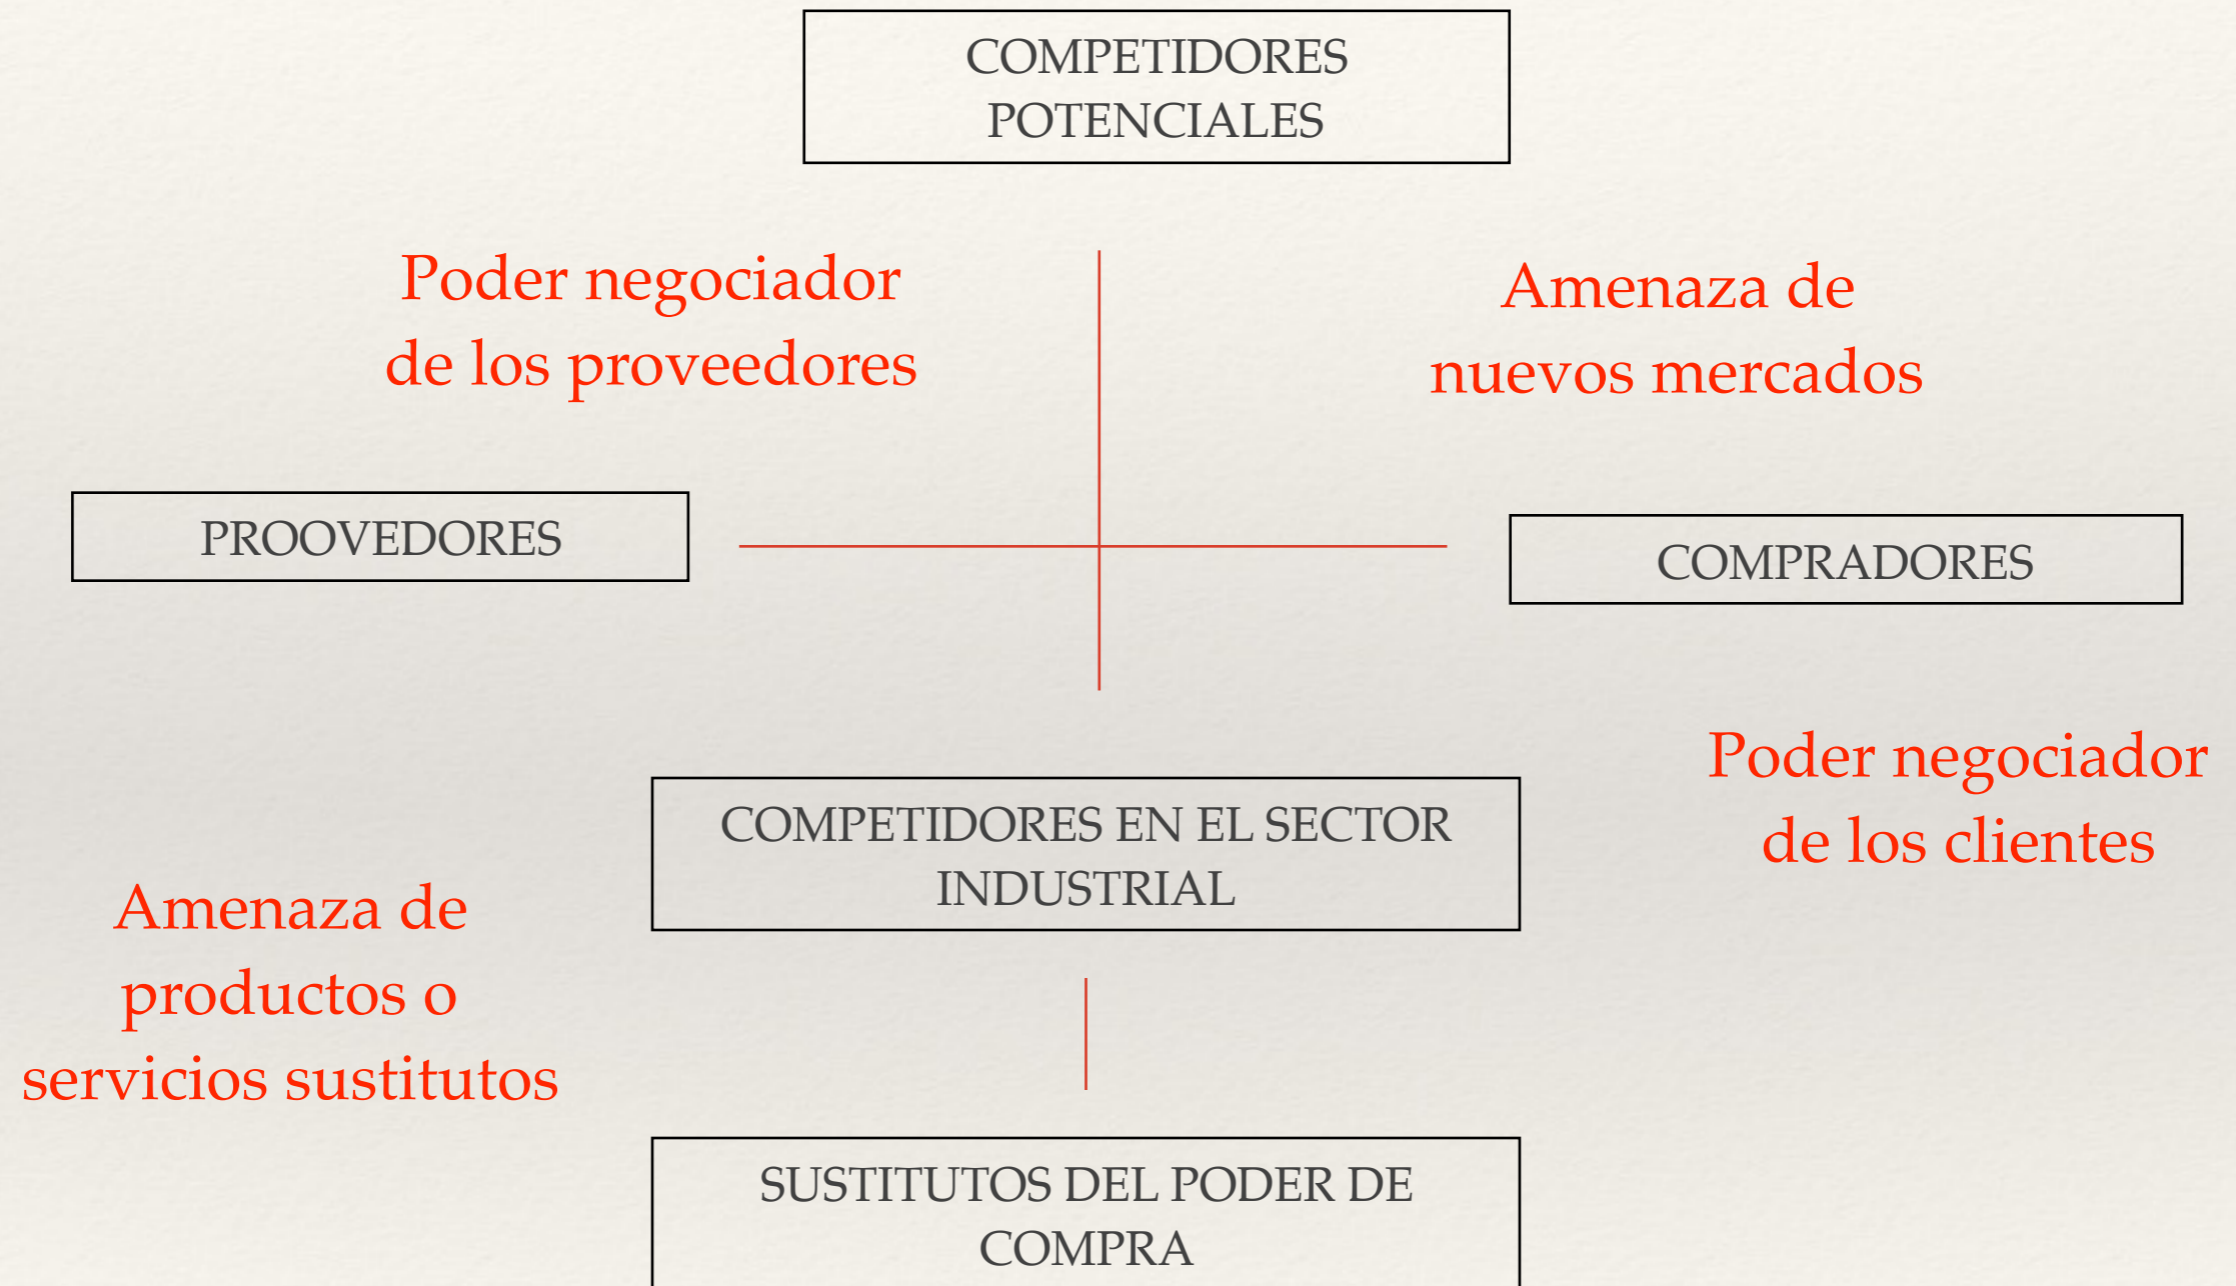 COMPETIDORES
POTENCIALES
Poder negociador
de los proveedores
Amenaza de
nuevos mercados
PROOVEDORES
COMPRADORES
Poder negociador
de los clientes
COMPETIDORES EN EL SECTOR
INDUSTRIAL
Amenaza de
productos o
servicios sustitutos
SUSTITUTOS DEL PODER DE
COMPRA